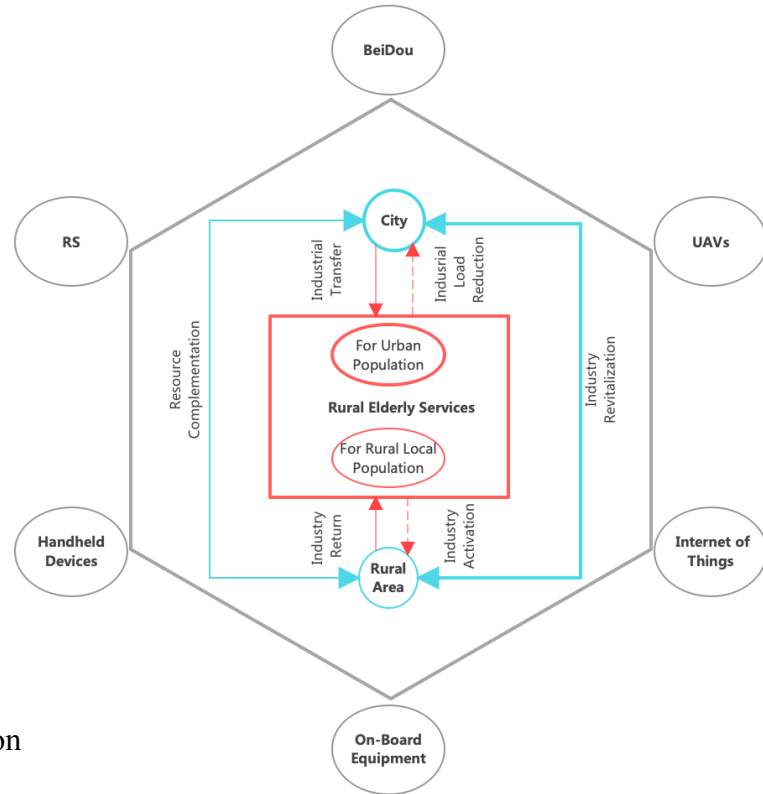 BeiDou
RS
UAVs
City
Industrial
Transfer
Indusrial
Load
Reduction
For Urban
Population
Resource
Complementation
Rural Elderly Services
Industry
Revitalization
For Rural Local
Population
Industry
Return
Industry
Activation
Handheld
Devices
Internet of
Things
Rural
Area
on
On-Board
Equipment